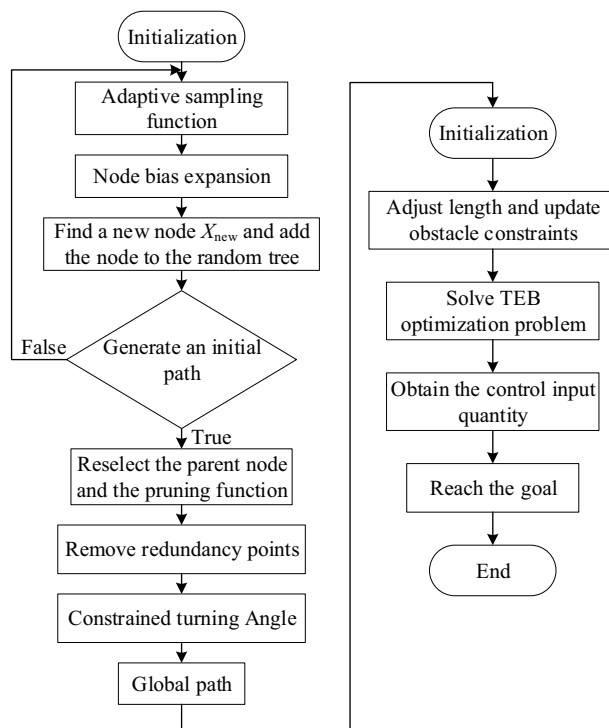 Initialization
Adaptive sampling
function
Node bias expansion
Find a new node Xnew and add
the node to the random tree
False
Generate an initial
path
True
Reselect the parent node
and the pruning function
Remove redundancy points
Constrained turning Angle
Global path
Initialization
Adjust length and update
obstacle constraints
Solve TEB
optimization problem
Obtain the control input
quantity
Reach the goal
End